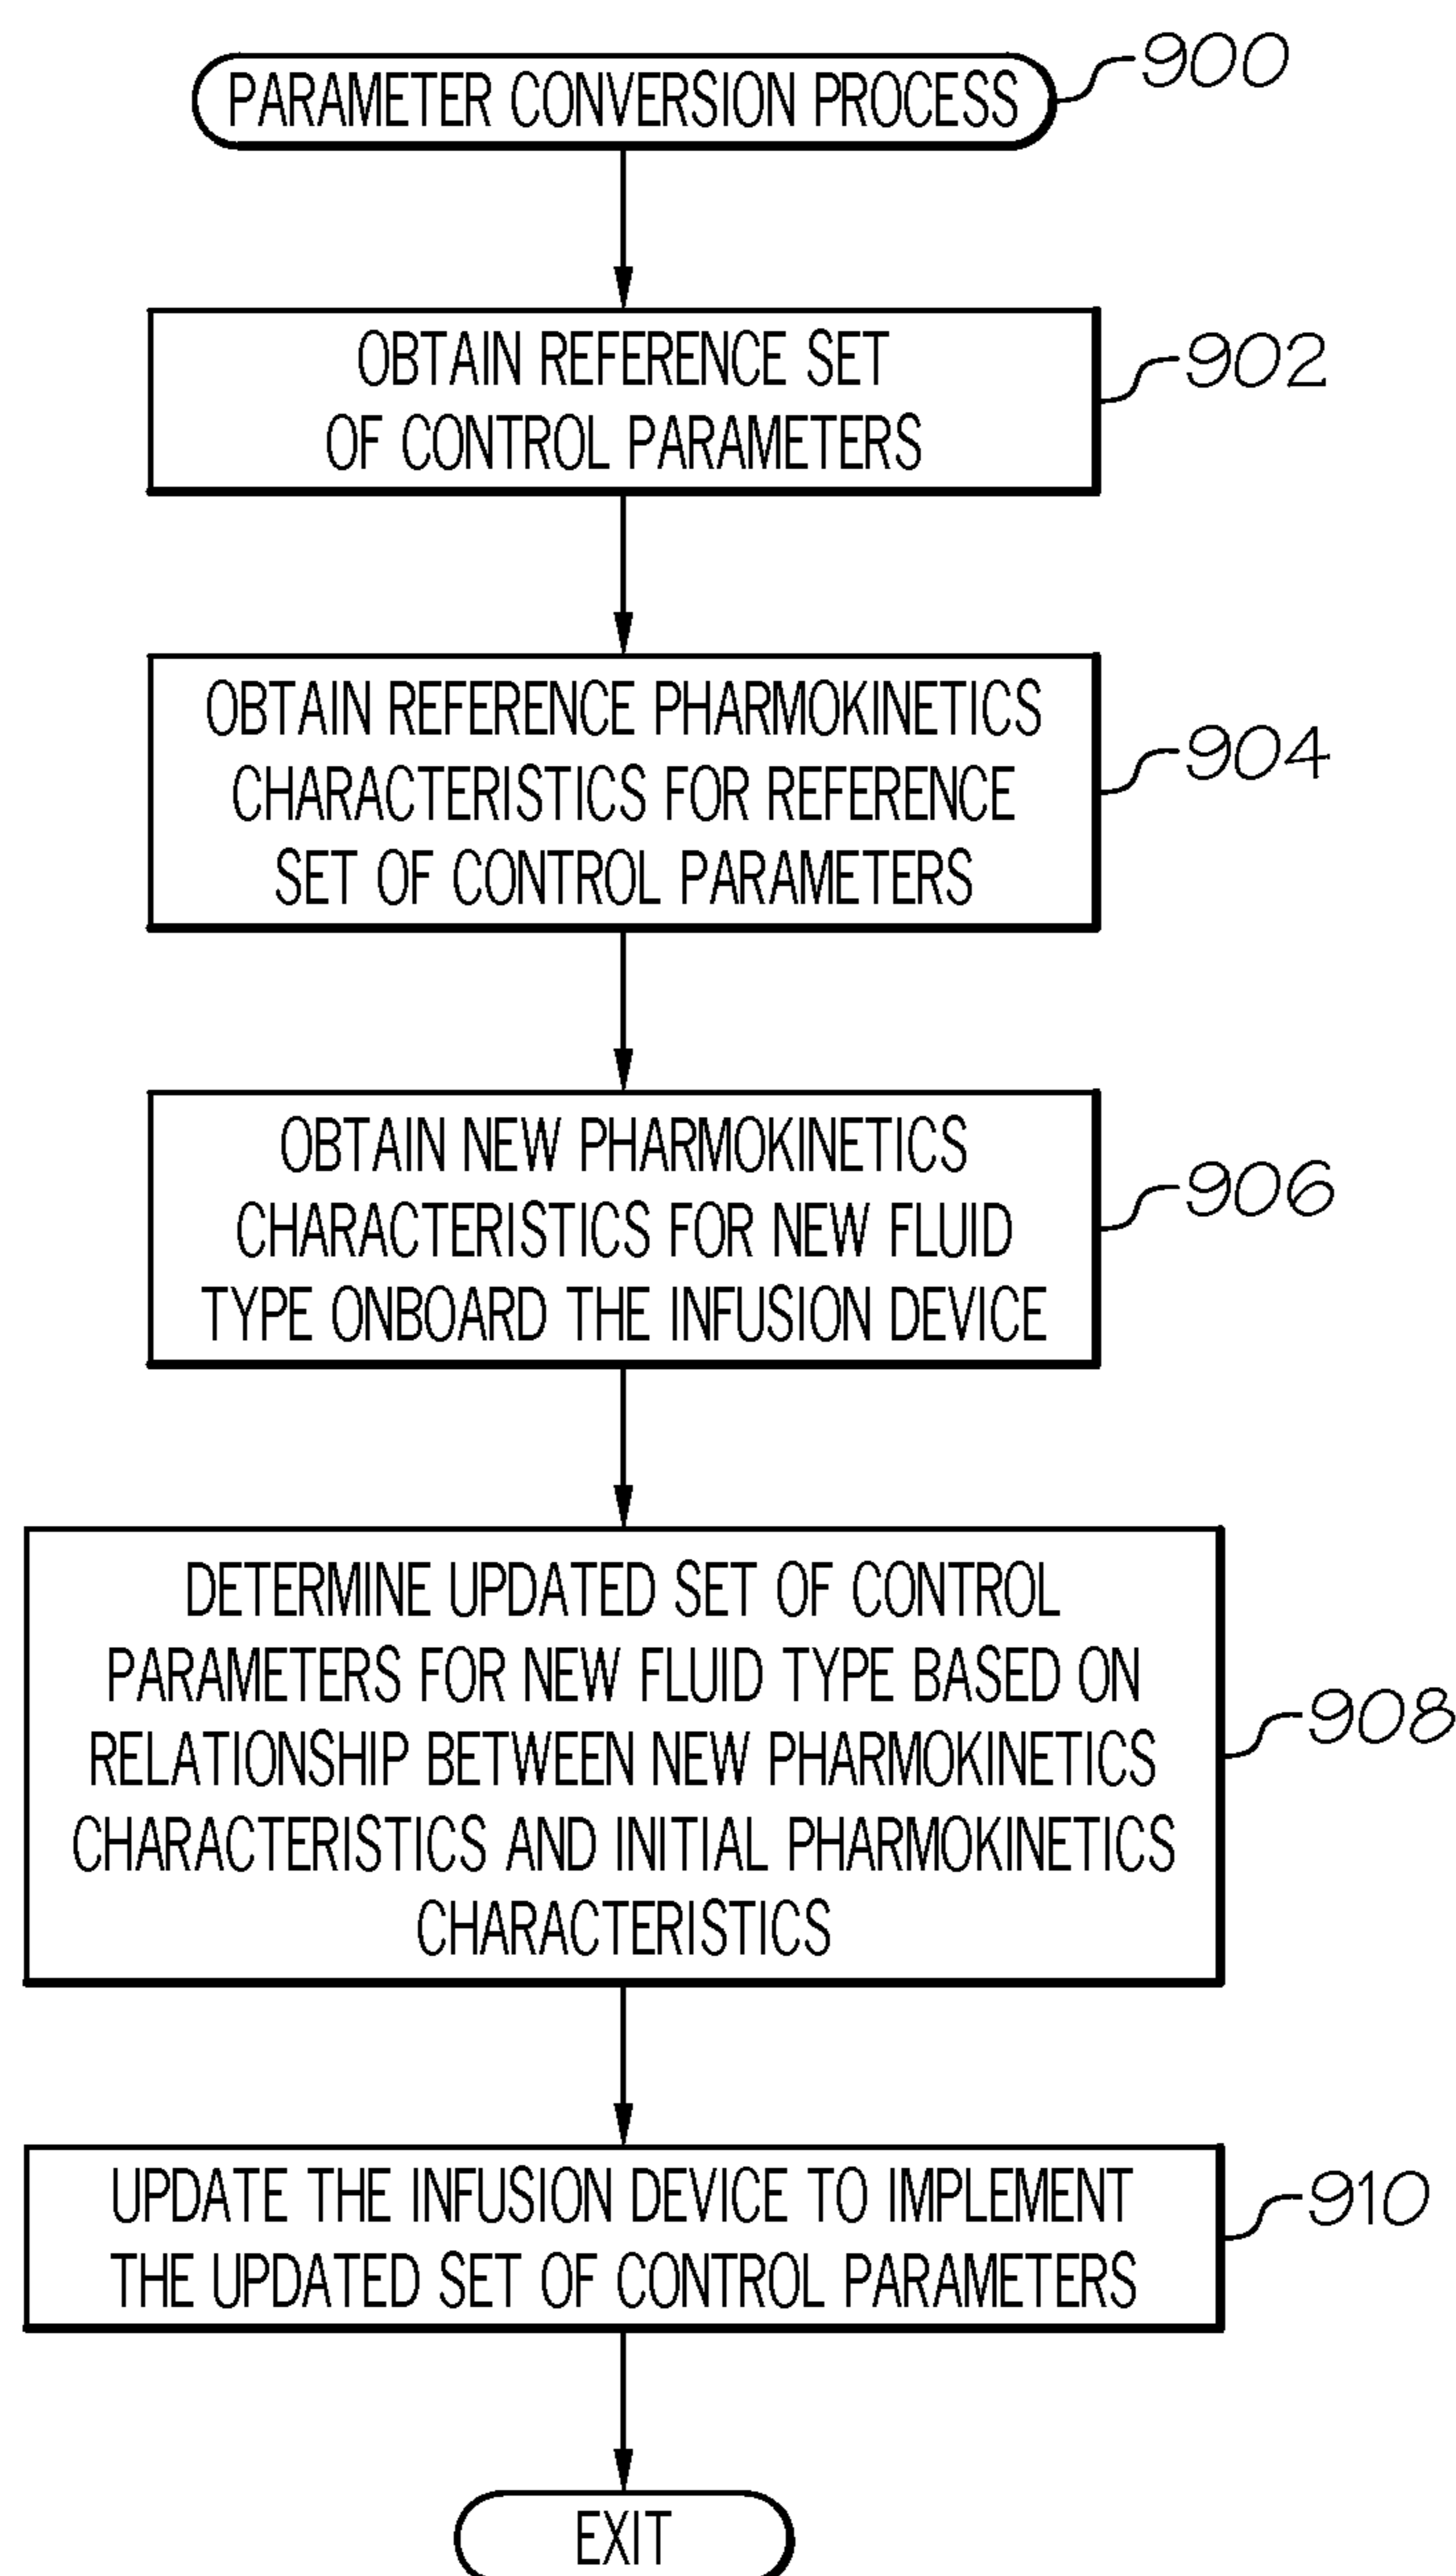 PARAMETER CONVERSION PROCESS
900
OBTAIN REFERENCE SET
OF CONTROL PARAMETERS
902
OBTAIN REFERENCE PHARMOKINETICS
CHARACTERISTICS FOR REFERENCE
SET OF CONTROL PARAMETERS
904
OBTAIN NEW PHARMOKINETICS
CHARACTERISTICS FOR NEW FLUID
TYPE ONBOARD THE INFUSION DEVICE
906
DETERMINE UPDATED SET OF CONTROL
PARAMETERS FOR NEW FLUID TYPE BASED ON
RELATIONSHIP BETWEEN NEW PHARMOKINETICS
CHARACTERISTICS AND INITIAL PHARMOKINETICS
CHARACTERISTICS
908
UPDATE THE INFUSION DEVICE TO IMPLEMENT
THE UPDATED SET OF CONTROL PARAMETERS
910
EXIT